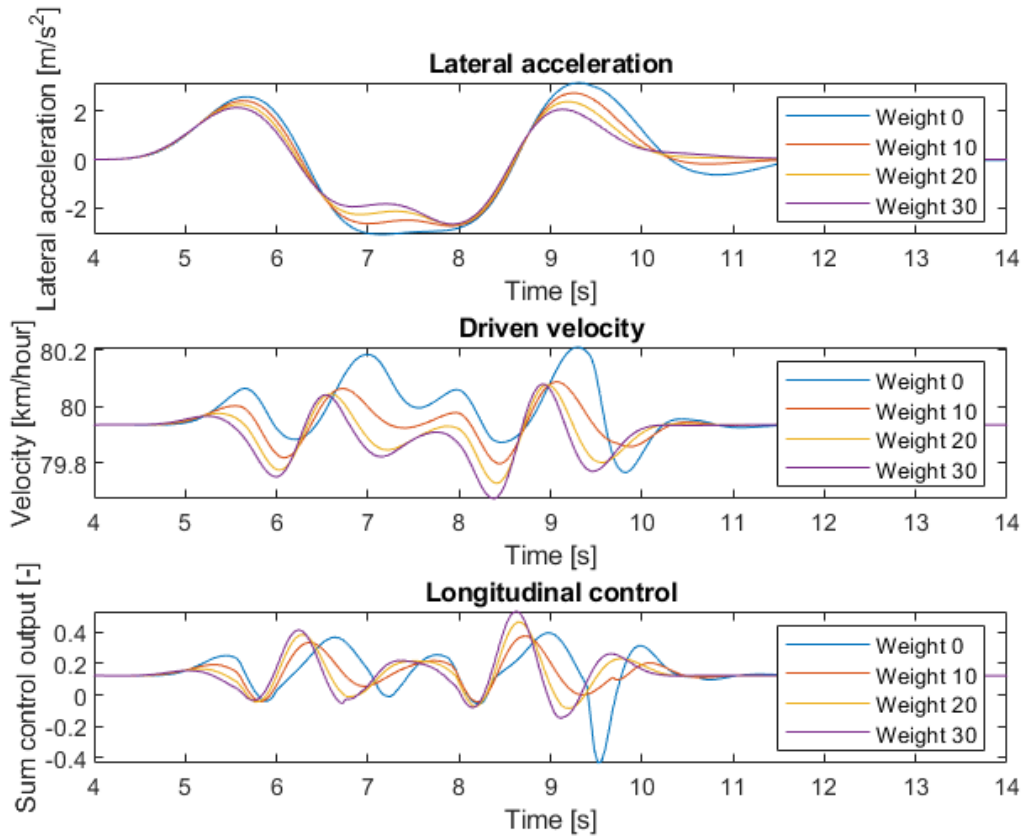 Lateral acceleration
Lateral acceleration [m/s²]
2
0
-2
Weight 0
Weight 10
Weight 20
Weight 30
4 5 6 7 8 9 10 11 12 13 14
Time [s]
Driven velocity
Velocity [km/hour]
80.2
80
79.8
Weight 0
Weight 10
Weight 20
Weight 30
4 5 6 7 8 9 10 11 12 13 14
Time [s]
Longitudinal control
Sum control output [-]
0.4
0.2
0
-0.2
-0.4
Weight 0
Weight 10
Weight 20
Weight 30
4 5 6 7 8 9 10 11 12 13 14
Time [s]